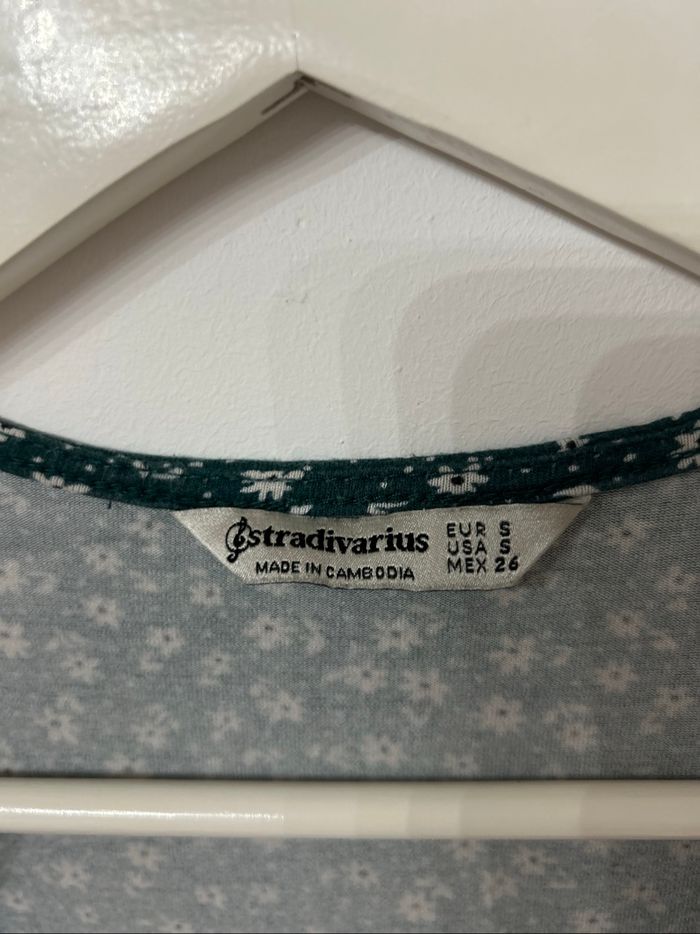 stradivarius
MADE IN CAMBODIA
EUR S
USA S
MEX 26